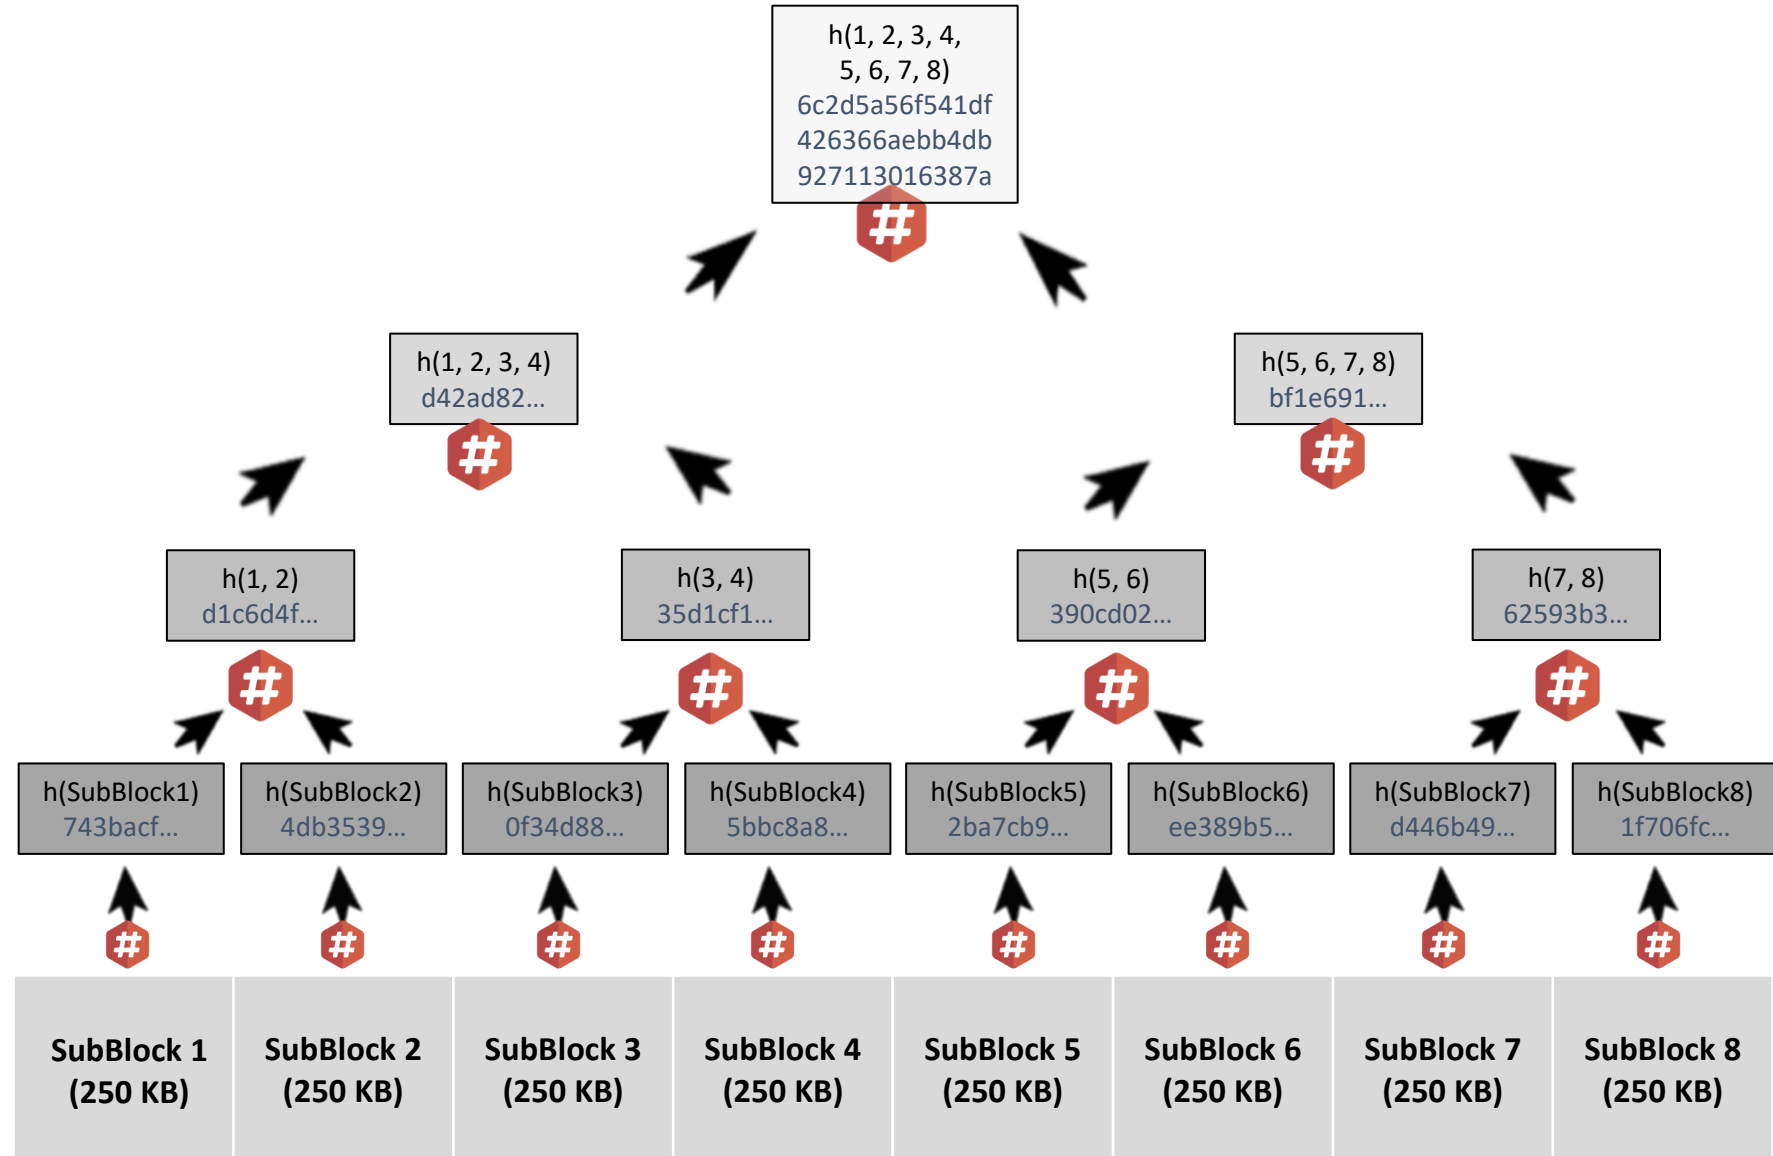 h(1, 2, 3, 4,
5, 6, 7, 8)
6c2d5a56f541df
426366aebb4db
927113016387a
#
h(1, 2, 3, 4)
d42ad82...
#
h(5, 6, 7, 8)
bf1e691...
#
h(1, 2)
d1c6d4f...
#
h(3, 4)
35d1cf1...
#
h(5, 6)
390cd02...
#
h(7, 8)
62593b3...
#
h(SubBlock1)
743bacf...
#
h(SubBlock2)
4db3539...
#
h(SubBlock3)
0f34d88...
#
h(SubBlock4)
5bbc8a8...
#
h(SubBlock5)
2ba7cb9...
#
h(SubBlock6)
ee389b5...
#
h(SubBlock7)
d446b49...
#
h(SubBlock8)
1f706fc...
#
SubBlock 1
(250 KB)
SubBlock 2
(250 KB)
SubBlock 3
(250 KB)
SubBlock 4
(250 KB)
SubBlock 5
(250 KB)
SubBlock 6
(250 KB)
SubBlock 7
(250 KB)
SubBlock 8
(250 KB)